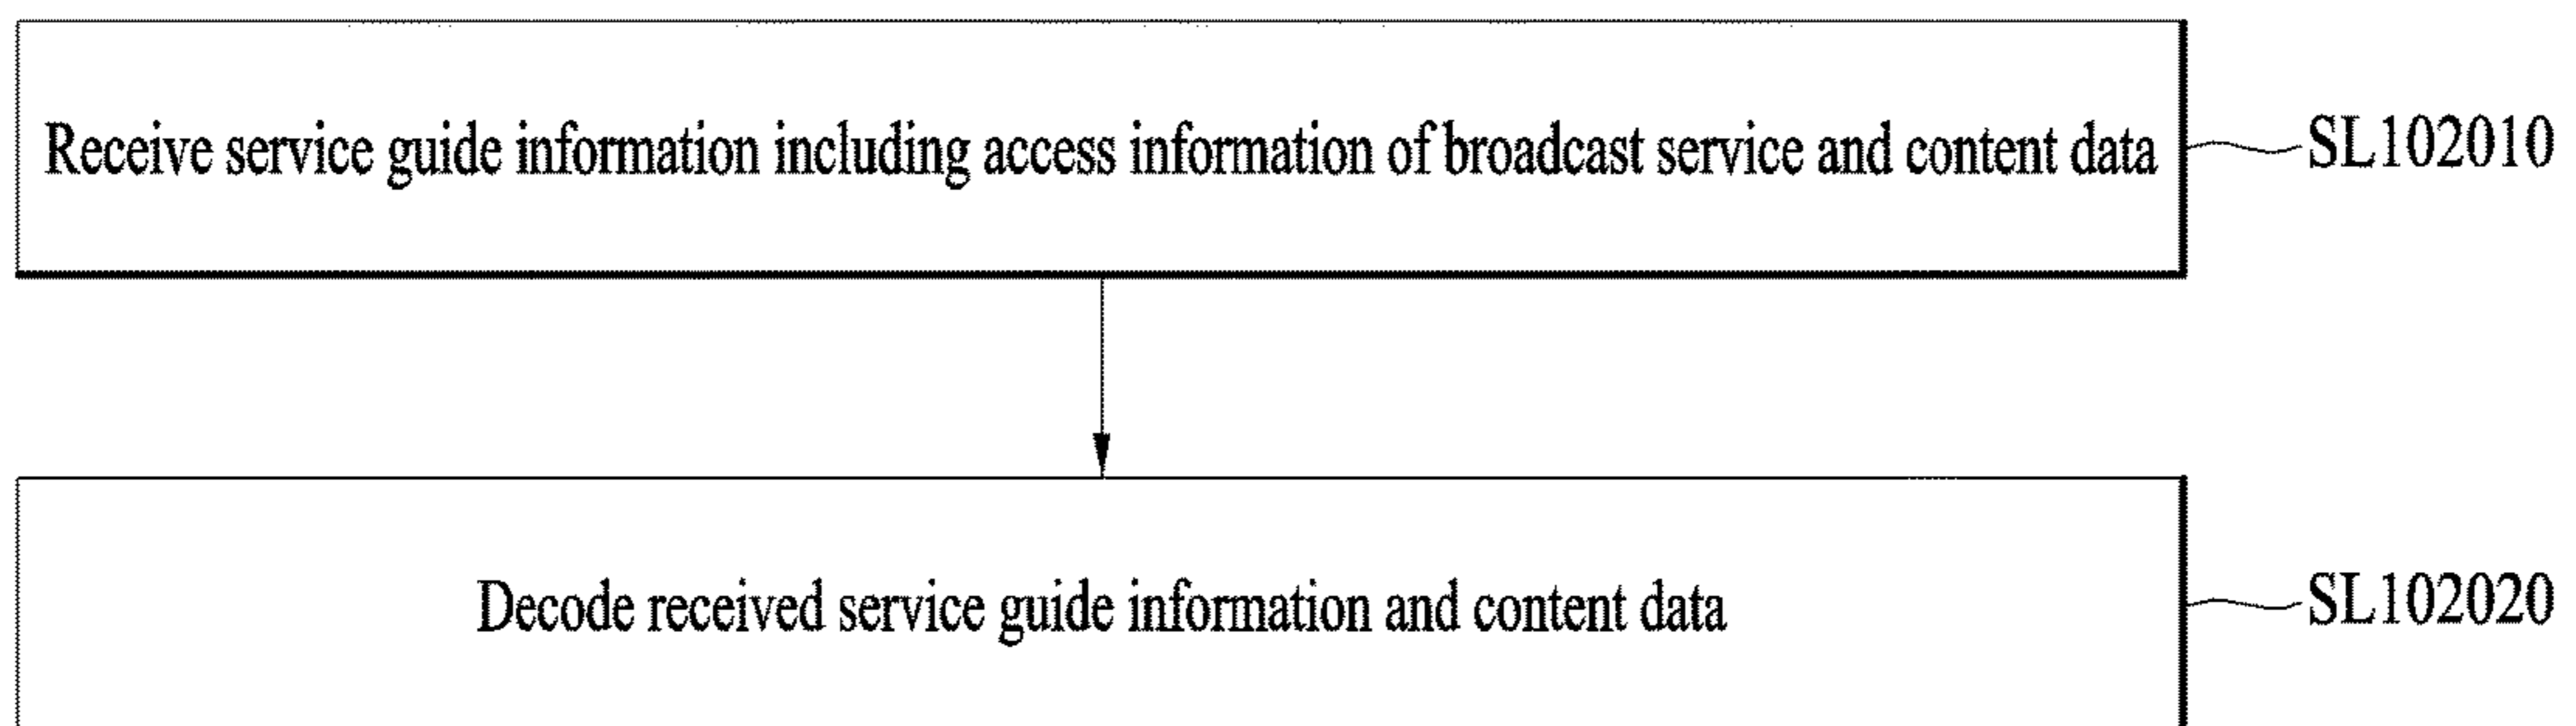 Receive service guide information including access information of broadcast service and content data
SL102010
Decode received service guide information and content data
SL102020